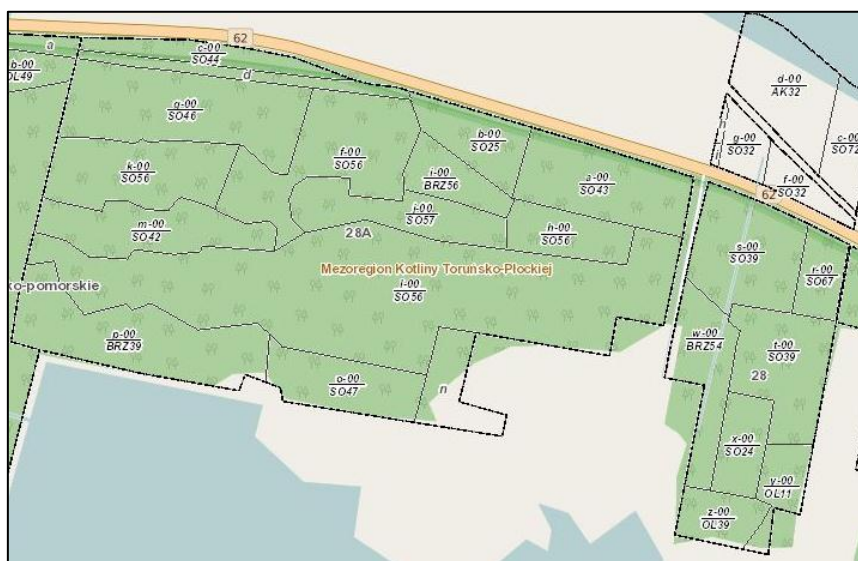 62
c-00
SO44
a
b-00
OL49
d
g-00
SO46
f-00
SO56
b-00
SO25
i-00
BRZ56
a-00
SO43
k-00
SO56
j-00
SO57
h-00
SO56
m-00
SO42
28A
Mezoregion Kotliny Toruńsko-Płockiej
ko-pomorskie
SO56
p-00
BRZ39
o-00
SO47
n
d-00
AK32
g-00
SO32
c-00
SO72
f-00
SO32
62
s-00
SO39
r-00
SO67
w-00
BRZ54
t-00
SO39
28
x-00
SO24
y-00
OL11
z-00
OL39